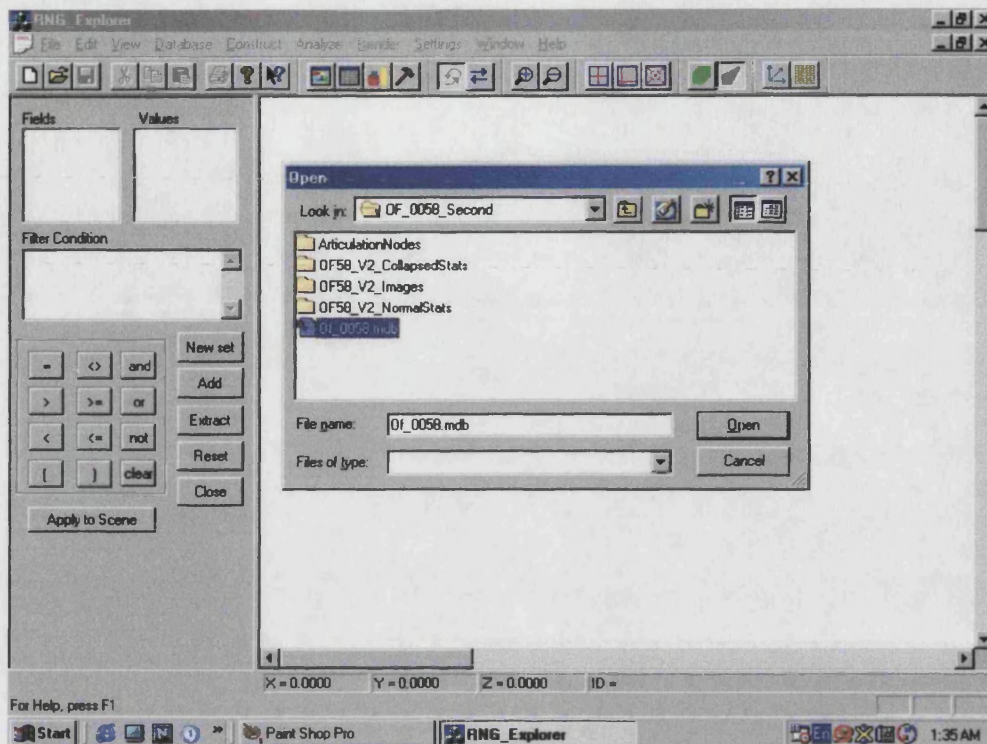 RNG_Explorer
File Edit View Database Construct Analyze Render Settings Window Help
Fields Values
Filter Condition
= <> and
> >= or
< <= not
( ) clear
New set
Add
Extract
Reset
Close
Apply to Scene
Open
Look in: OF_0058_Second
ArticulationNodes
OF58_V2_CollapsedStats
OF58_V2_Images
OF58_V2_NormalStats
Of_0058.mdb
File name: Of_0058.mdb Open
Files of type: Cancel
X = 0.0000 Y = 0.0000 Z = 0.0000 ID =
For Help, press F1
Start » Paint Shop Pro RNG_Explorer En 1:35 AM